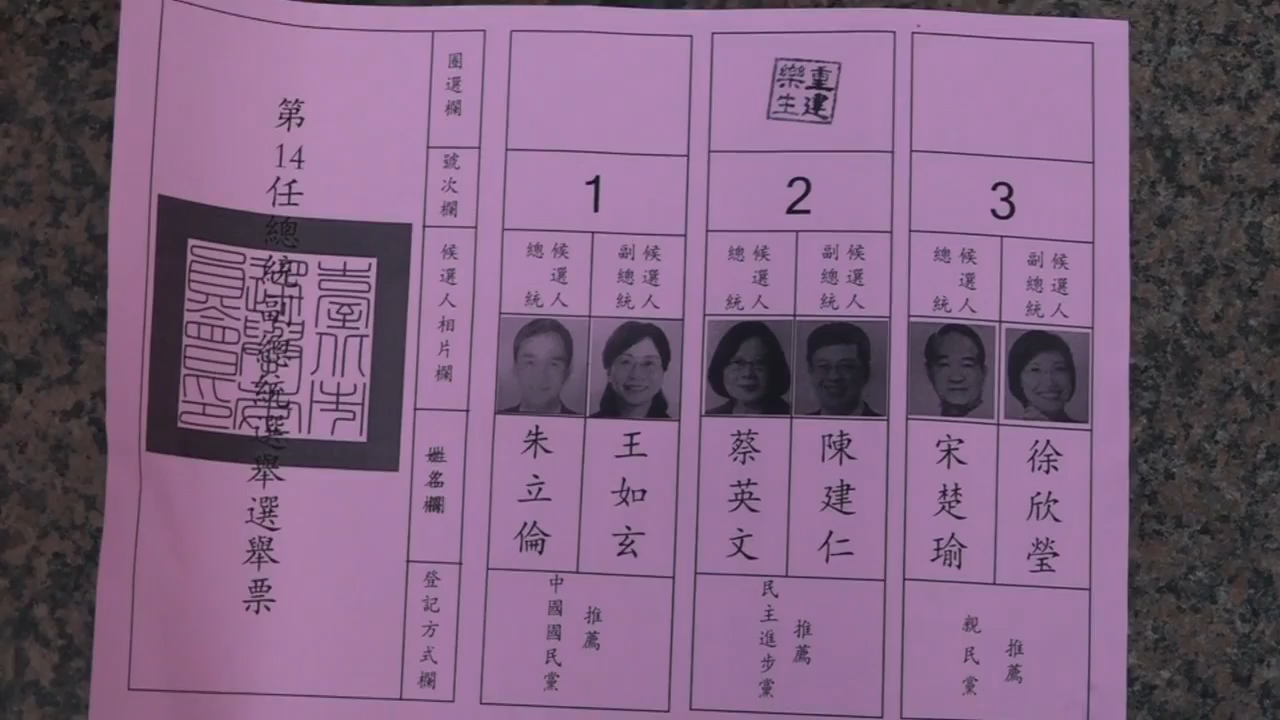 第14任總統副總統選舉選舉票
圈選欄
號次欄
候選人相片欄
姓名欄
登記方式欄
1
總統候選人
副總統候選人
朱立倫
王如玄
中國國民黨推薦
重建樂生
2
總統候選人
副總統候選人
蔡英文
陳建仁
民主進步黨推薦
3
總統候選人
副總統候選人
宋楚瑜
徐欣瑩
親民黨推薦